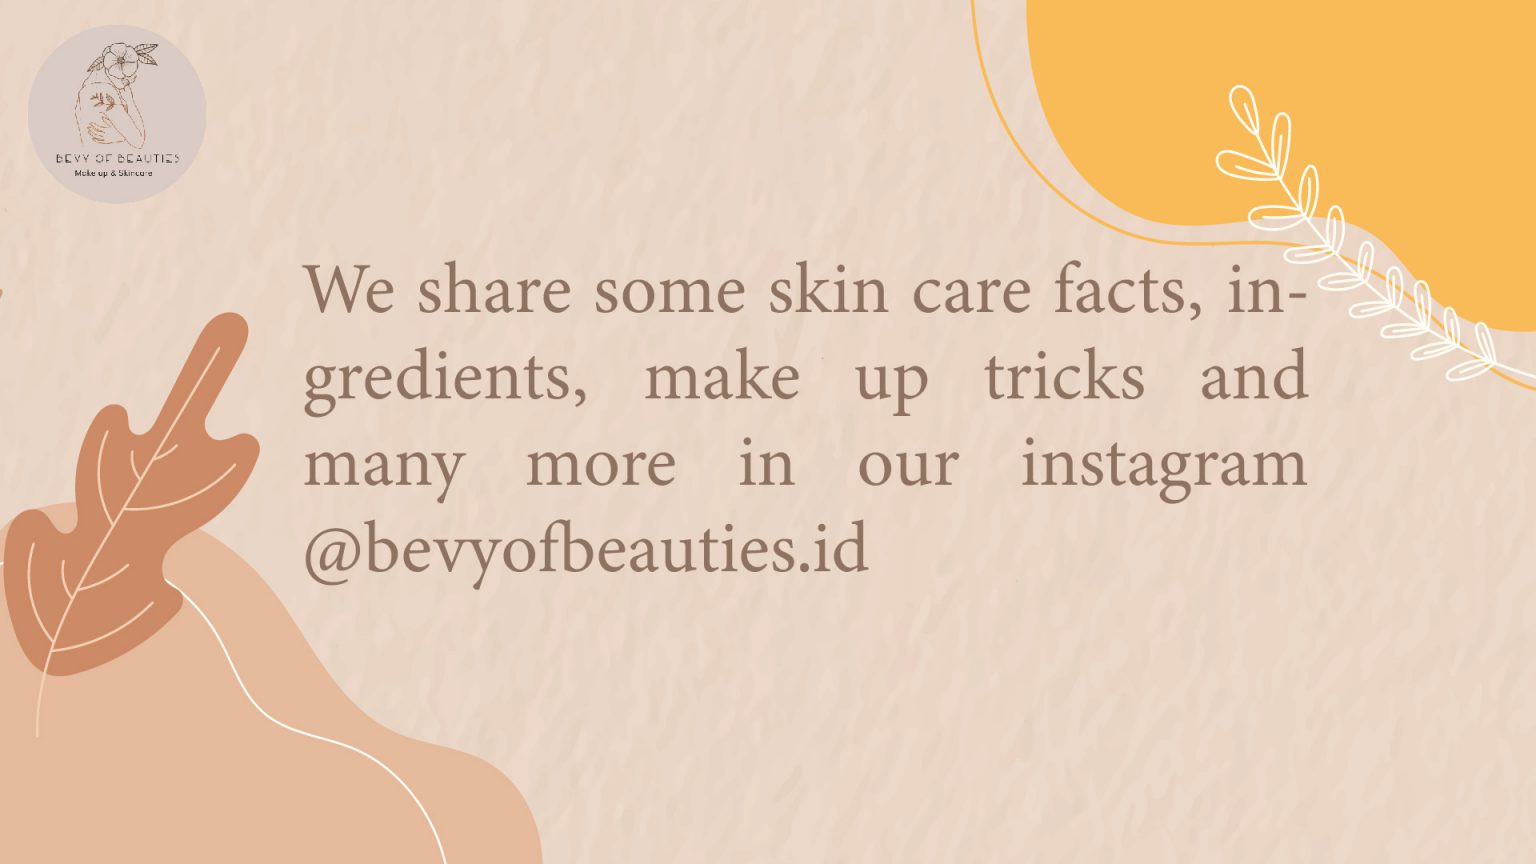 BEVY OF BEAUTIES
Make up & Skincare
We share some skin care facts, in-
gredients, make up tricks and
many more in our instagram
@bevyofbeauties.id